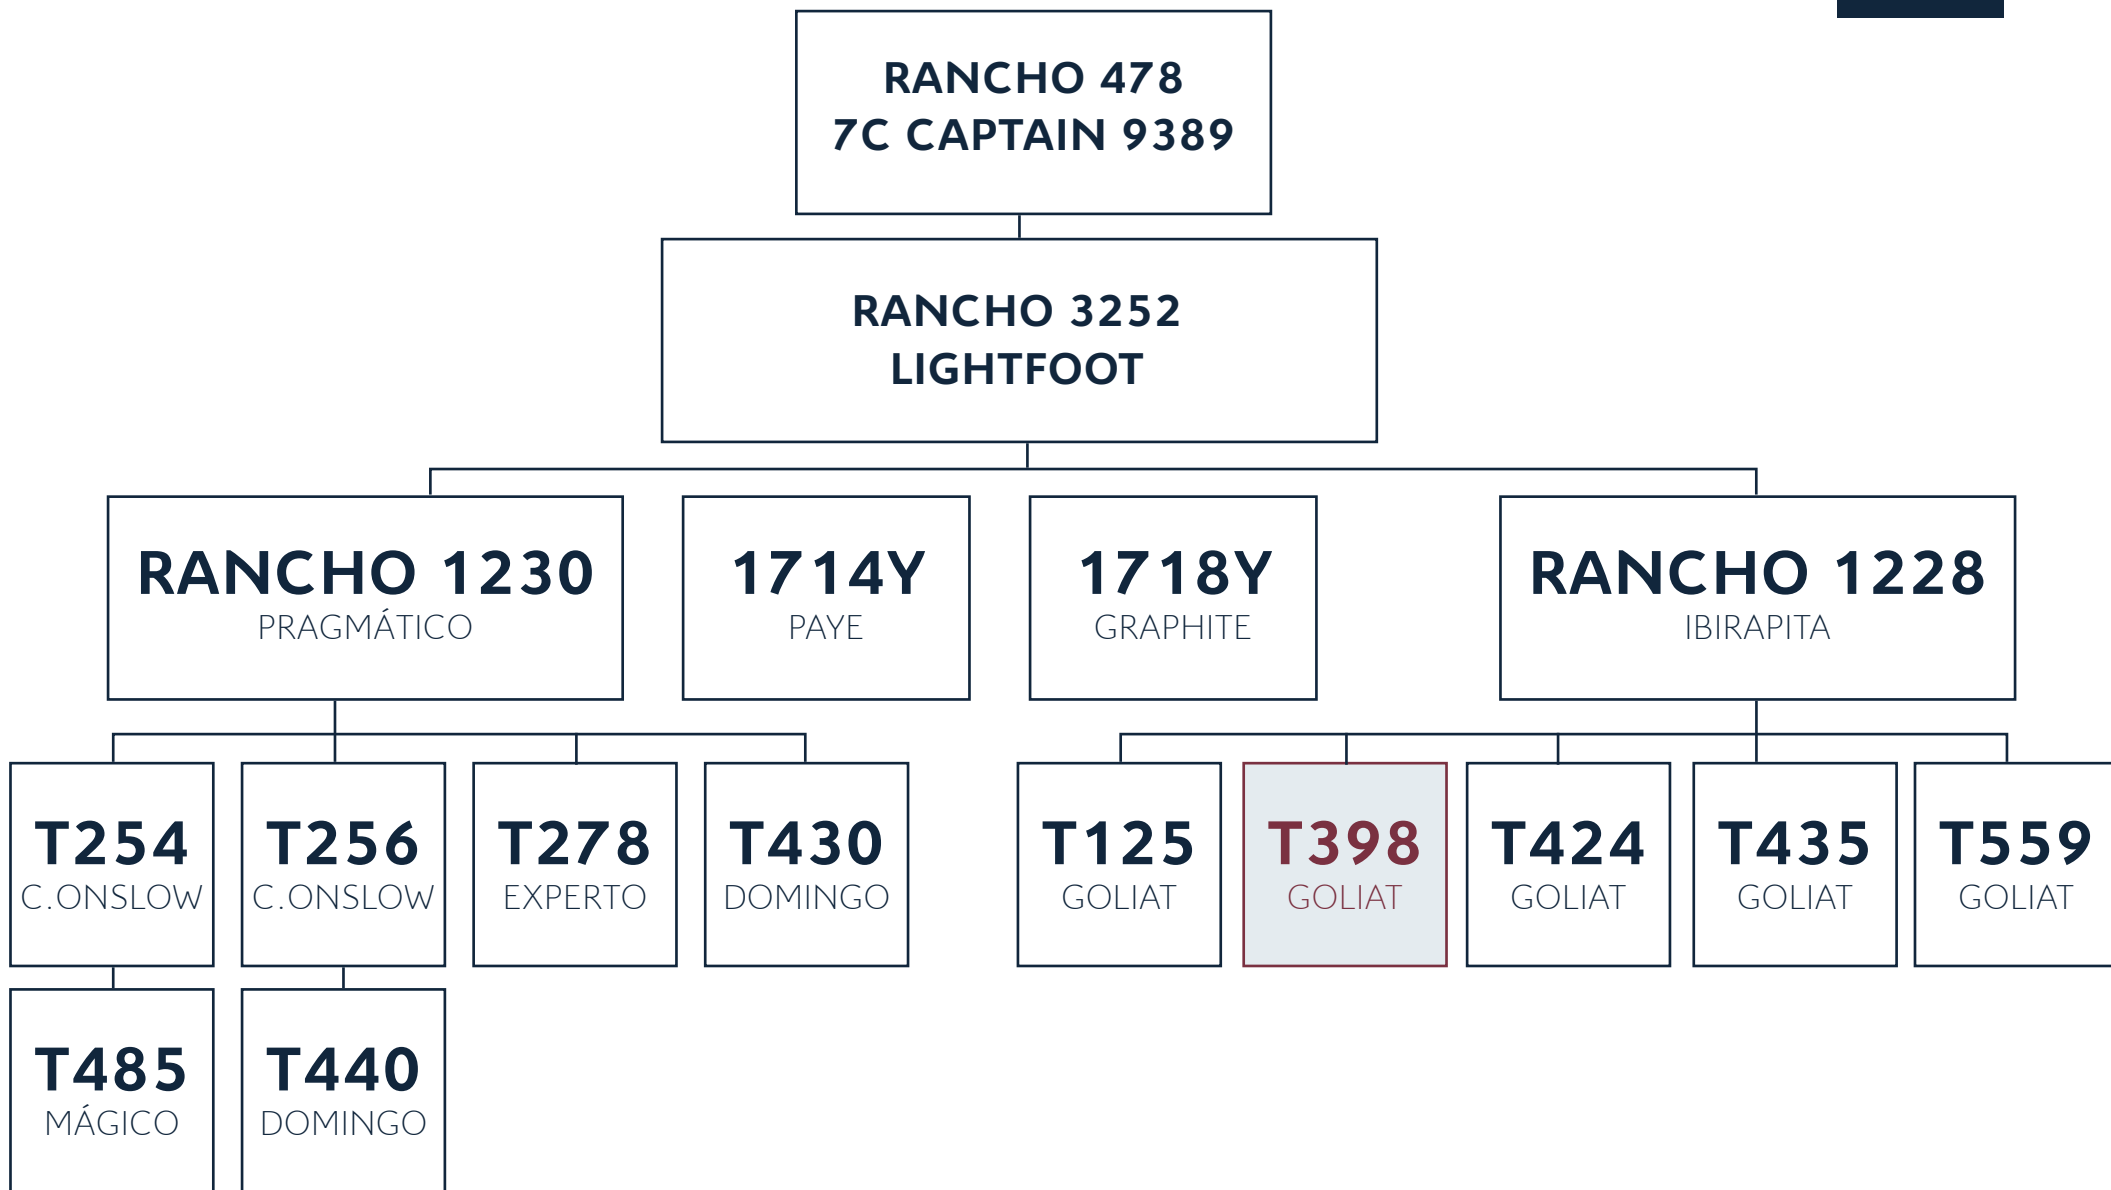 RANCHO 478
7C CAPTAIN 9389
RANCHO 3252
LIGHTFOOT
RANCHO 1230
PRAGMÁTICO
1714Y
PAYE
1718Y
GRAPHITE
RANCHO 1228
IBIRAPITA
T254
C.ONSLOW
T256
C.ONSLOW
T278
EXPERTO
T430
DOMINGO
T125
GOLIAT
T398
GOLIAT
T424
GOLIAT
T435
GOLIAT
T559
GOLIAT
T485
MÁGICO
T440
DOMINGO